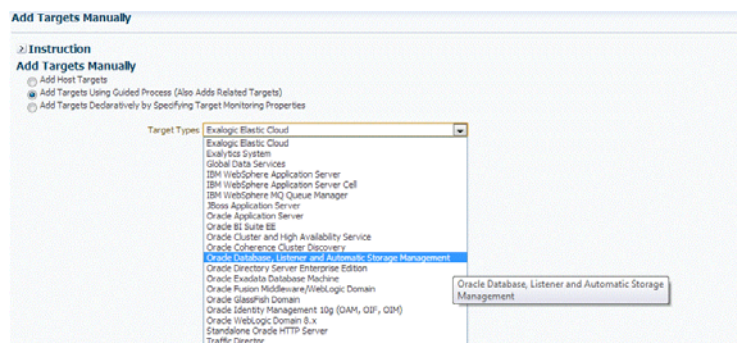 Add Targets Manually
Instruction
Add Targets Manually
Add Host Targets
Add Targets Using Guided Process (Also Adds Related Targets)
Add Targets Declaratively by Specifying Target Monitoring Properties
Target Types Exalogic Elastic Cloud
Exalogic Elastic Cloud
Exalytics System
Global Data Services
IBM WebSphere Application Server
IBM WebSphere Application Server Cell
IBM WebSphere MQ Queue Manager
JBoss Application Server
Oracle Application Server
Oracle BI Suite EE
Oracle Cluster and High Availability Service
Oracle Coherence Cluster Discovery
Oracle Database, Listener and Automatic Storage Management
Oracle Directory Server Enterprise Edition
Oracle Exadata Database Machine
Oracle Fusion Middleware/WebLogic Domain
Oracle GlassFish Domain
Oracle Identity Management 10g (OAM, OIF, OIM)
Oracle WebLogic Domain 8.x
Standalone Oracle HTTP Server
Traffic Director
Oracle Database, Listener and Automatic Storage
Management